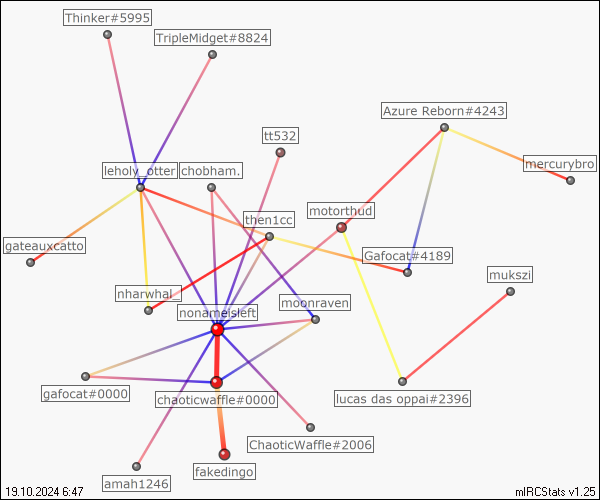 Thinker#5995
TripleMidget#8824
Azure Reborn#4243
tt532
mercurybro
leholy_otter
chobham.
motorthud
then1cc
gateauxcatto
Gafocat#4189
mukszi
nharwhal_
moonraven
nonameisleft
gafocat#0000
chaoticwaffle#0000
lucas das oppai#2396
ChaoticWaffle#2006
fakedingo
amah1246
19.10.2024 6:47
mIRCStats v1.25